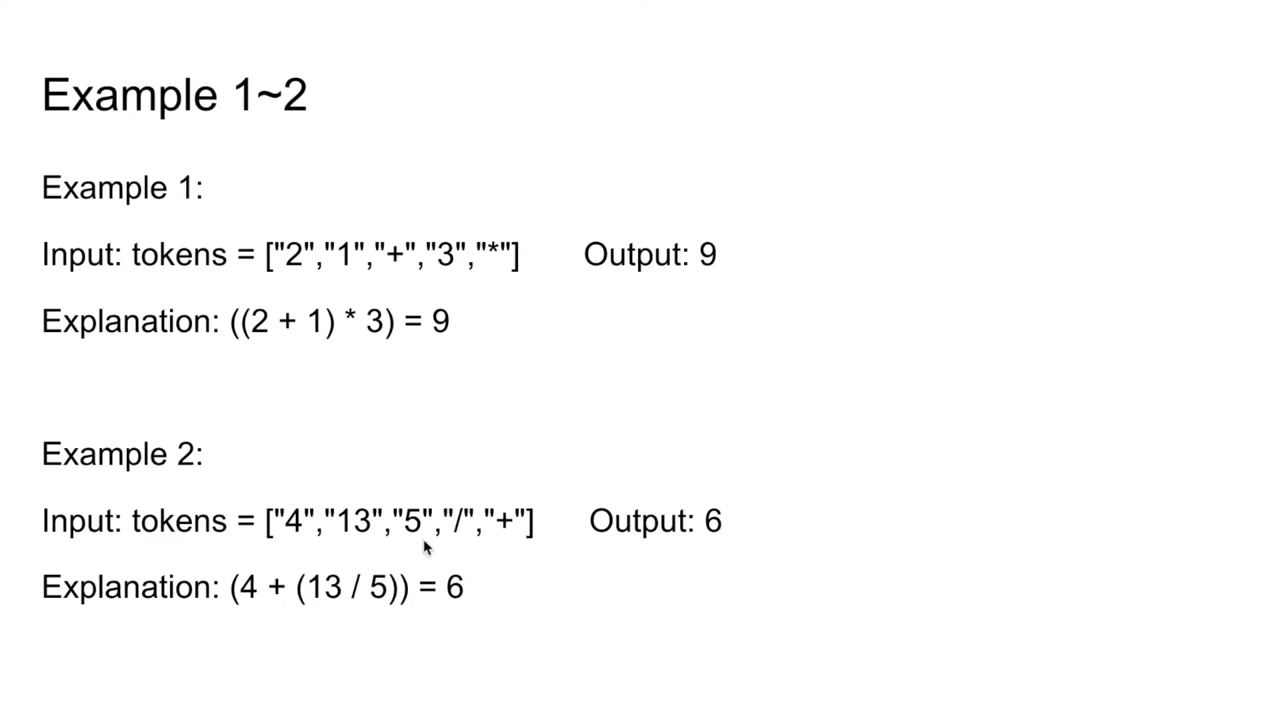 Example 1~2
Example 1:
Input: tokens = ["2","1","+","3","*"] Output: 9
Explanation: ((2 + 1) * 3) = 9
Example 2:
Input: tokens = ["4","13","5","/","+"] Output: 6
Explanation: (4 + (13 / 5)) = 6